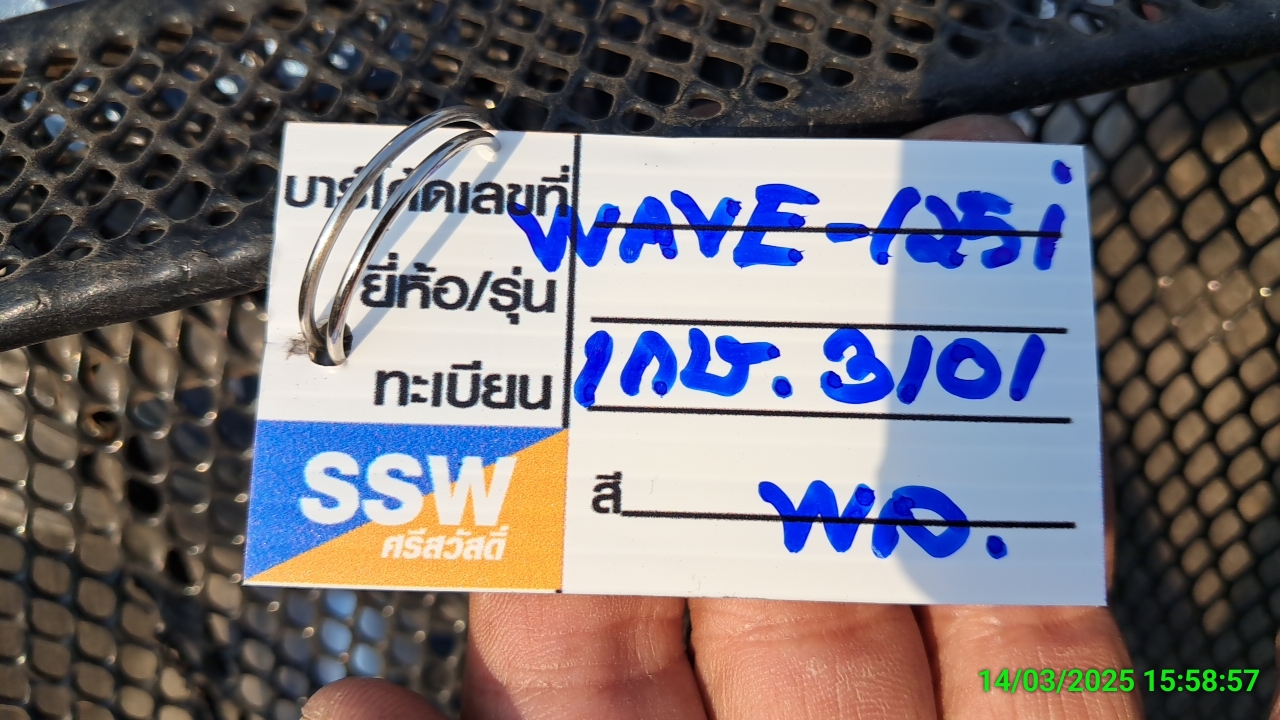 บาร์โค้ดเลขที่ WAVE-125i
ยี่ห้อ/รุ่น
ทะเบียน 1กษ. 3101
SSW
ศรีสวัสดิ์
สี พด.
14/03/2025 15:58:57